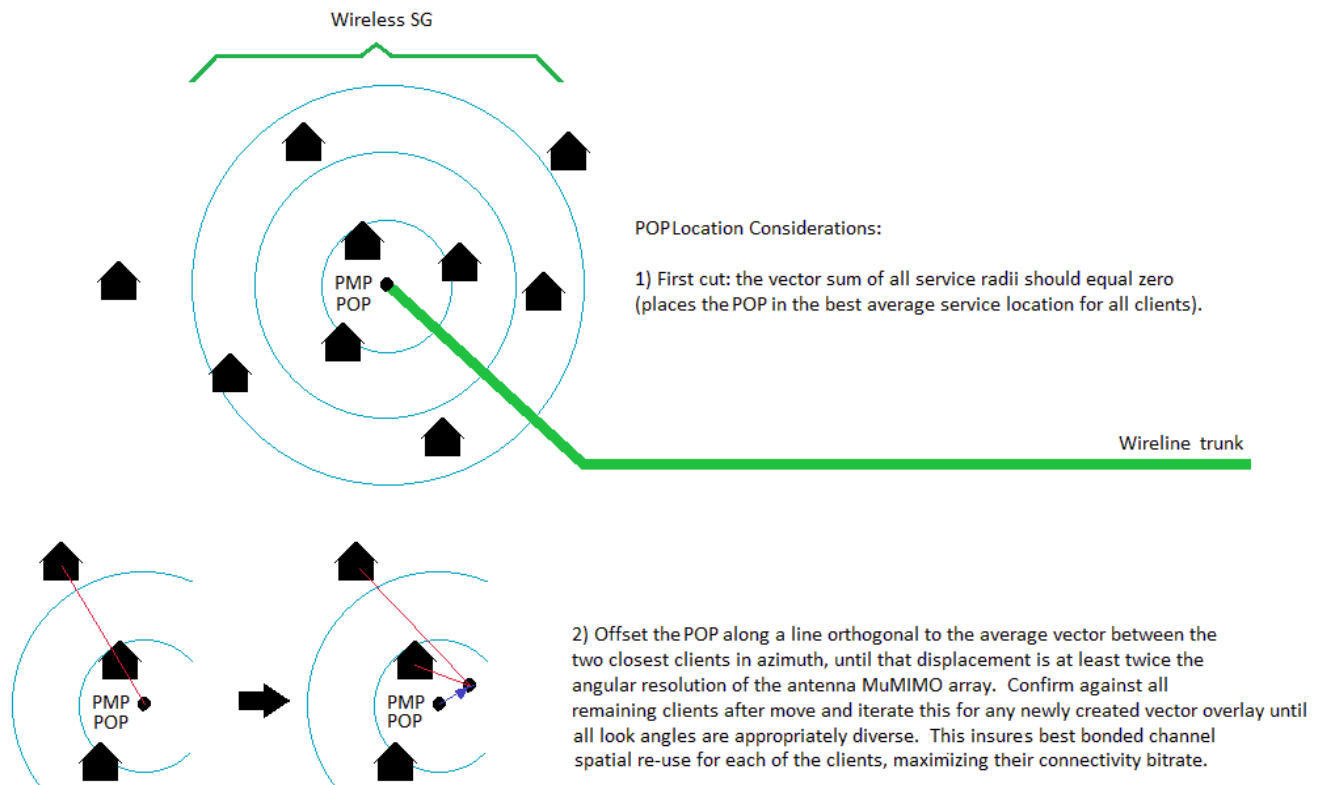 Wireless SG
POP Location Considerations:
PMP
POP
1) First cut: the vector sum of all service radii should equal zero
(places the POP in the best average service location for all clients).
Wireline trunk
2) Offset the POP along a line orthogonal to the average vector between the
two closest clients in azimuth, until that displacement is at least twice the
angular resolution of the antenna MuMIMO array. Confirm against all
remaining clients after move and iterate this for any newly created vector overlay until
all look angles are appropriately diverse. This insures best bonded channel
spatial re-use for each of the clients, maximizing their connectivity bitrate.
PMP
POP
PMP
POP